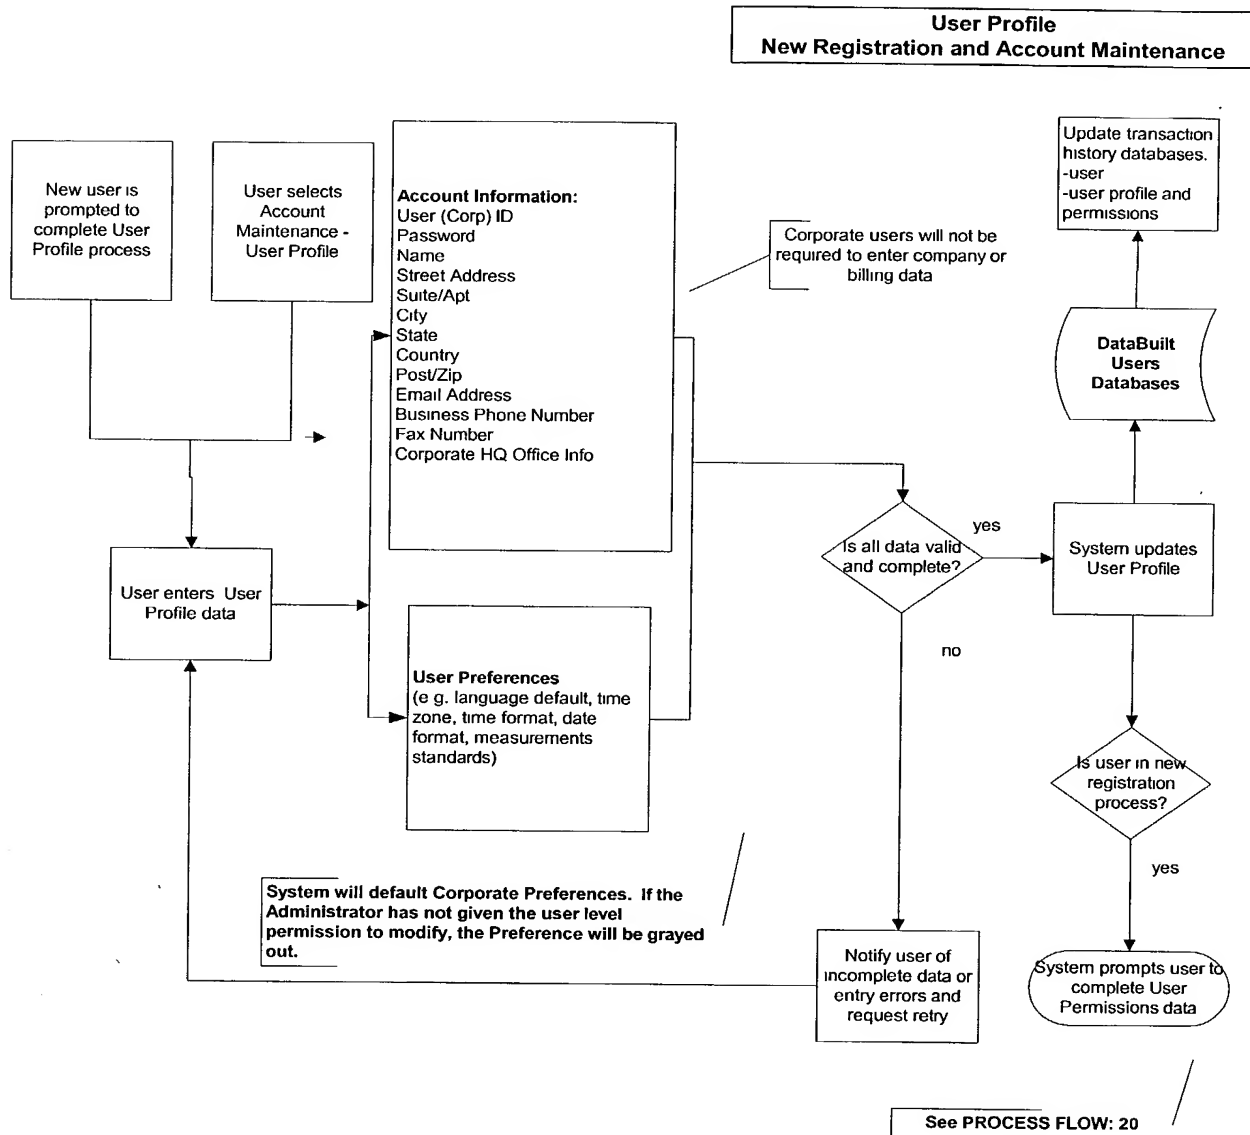 User Profile
New Registration and Account Maintenance
New user is
prompted to
complete User
Profile process
User selects
Account
Maintenance -
User Profile
Account Information:
User (Corp) ID
Password
Name
Street Address
Suite/Apt
City
State
Country
Post/Zip
Email Address
Business Phone Number
Fax Number
Corporate HQ Office Info
Corporate users will not be
required to enter company or
billing data
Update transaction
history databases.
-user
-user profile and
permissions
DataBuilt
Users
Databases
User enters User
Profile data
User Preferences
(e g. language default, time
zone, time format, date
format, measurements
standards)
Is all data valid
and complete?
yes
no
System updates
User Profile
Is user in new
registration
process?
yes
System will default Corporate Preferences. If the
Administrator has not given the user level
permission to modify, the Preference will be grayed
out.
Notify user of
incomplete data or
entry errors and
request retry
System prompts user to
complete User
Permissions data
See PROCESS FLOW: 20